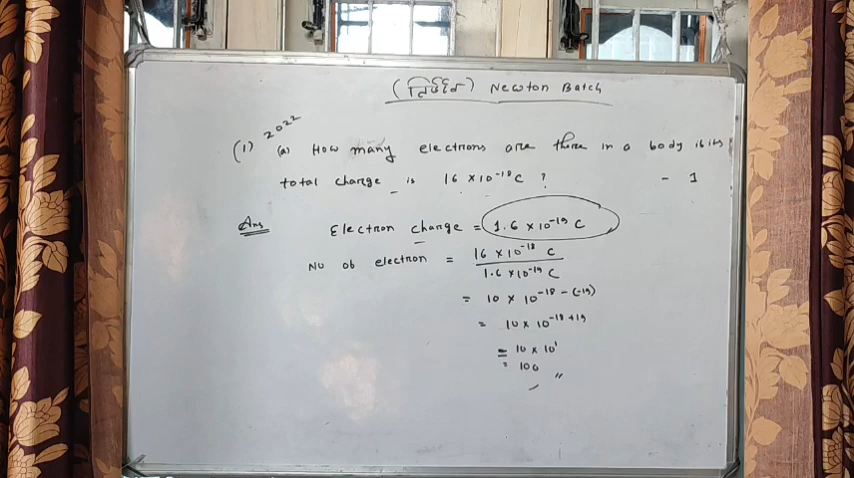 Newton Batch
(1) 2022 (a) How many electrons are there in a body if its
total charge is 16 × 10⁻¹⁸ C ? - 1
Ans Electron charge = 1.6 × 10⁻¹⁹ C
No of electron = 16 × 10⁻¹⁸ C
1.6 × 10⁻¹⁹ C
= 10 × 10⁻¹⁸ ⁻ ⁽⁻¹⁹⁾
= 10 × 10⁻¹⁸ ⁺ ¹⁹
= 10 × 10¹
= 100 "